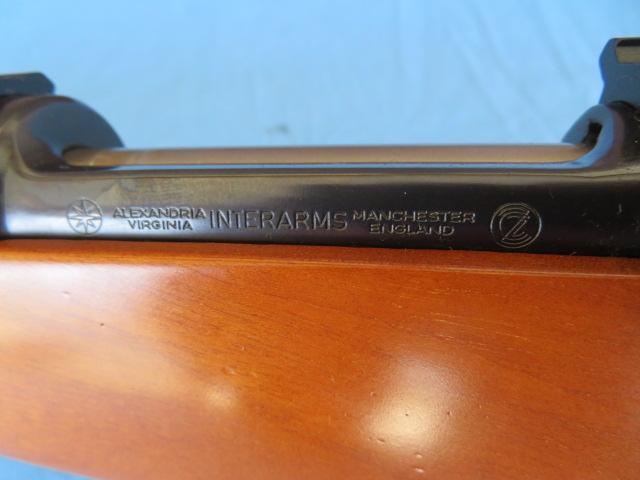 ALEXANDRIA
VIRGINIA
INTERARMS
MANCHESTER
ENGLAND
CZ